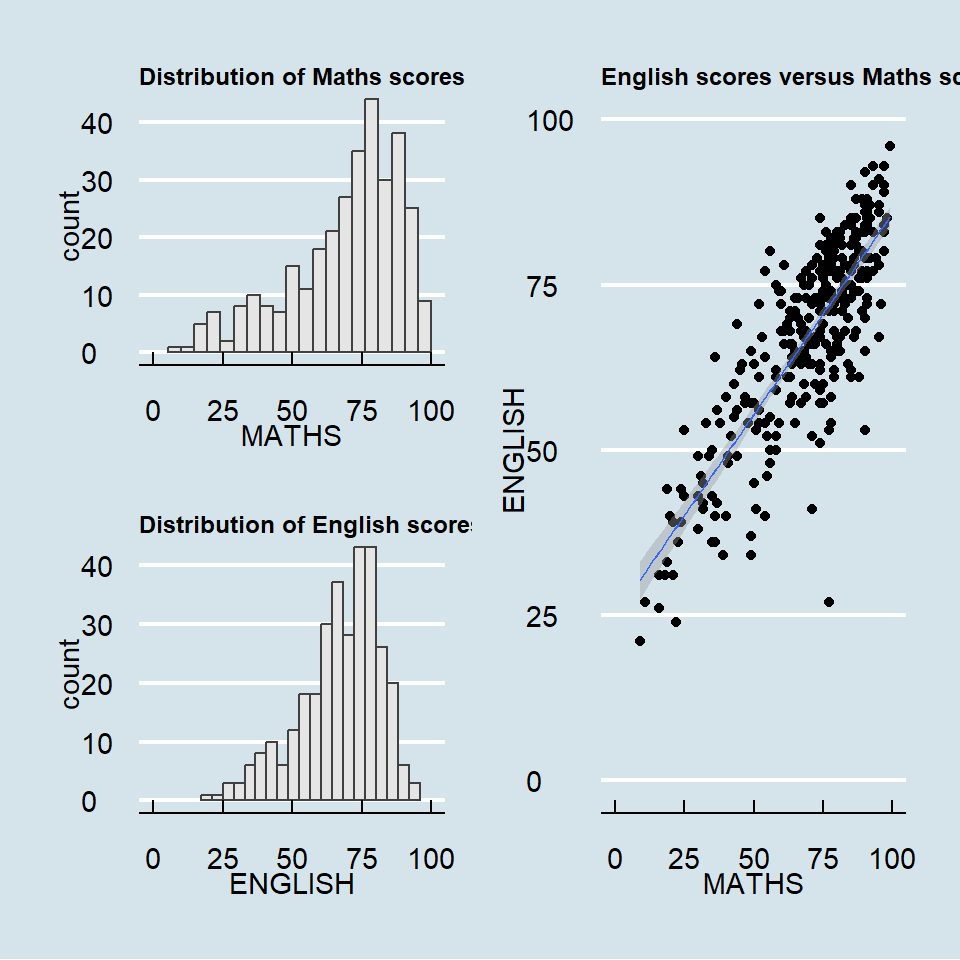 Distribution of Maths scores
40
30
20
10
0
count
0 25 50 75 100
MATHS
Distribution of English scores
40
30
20
10
0
count
0 25 50 75 100
ENGLISH
English scores versus Maths sc
100
75
50
25
0
ENGLISH
0 25 50 75 100
MATHS